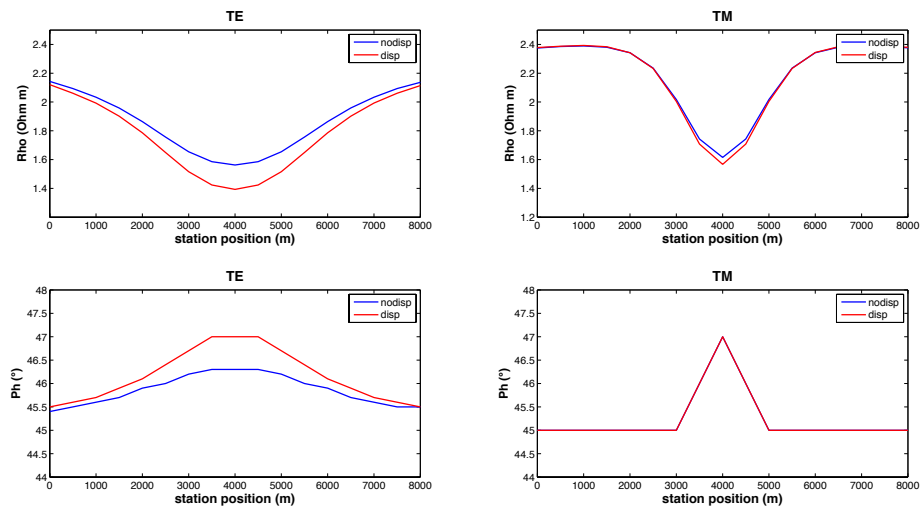 TE
Rho (Ohm m)
2.4
2.2
2
1.8
1.6
1.4
nodisp
disp
0 1000 2000 3000 4000 5000 6000 7000 8000
station position (m)
TM
Rho (Ohm m)
2.4
2.2
2
1.8
1.6
1.4
1.2
nodisp
disp
0 1000 2000 3000 4000 5000 6000 7000 8000
station position (m)
TE
Ph (°)
48
47.5
47
46.5
46
45.5
45
44.5
44
nodisp
disp
0 1000 2000 3000 4000 5000 6000 7000 8000
station position (m)
TM
Ph (°)
48
47.5
47
46.5
46
45.5
45
44.5
44
nodisp
disp
0 1000 2000 3000 4000 5000 6000 7000 8000
station position (m)